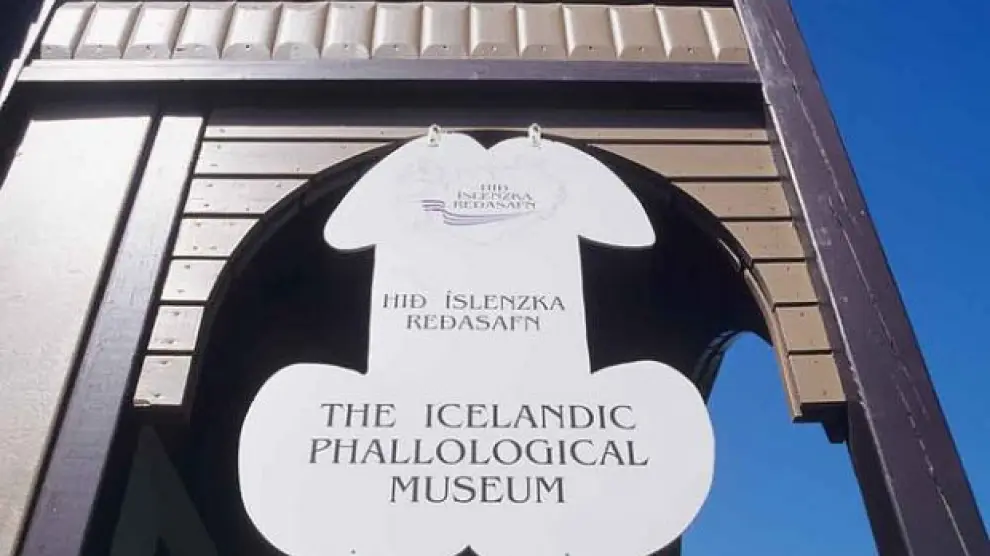 HIÐ
ÍSLENZKA
REÐASAFN
HIÐ ÍSLENZKA
REÐASAFN
THE ICELANDIC
PHALLOLOGICAL
MUSEUM